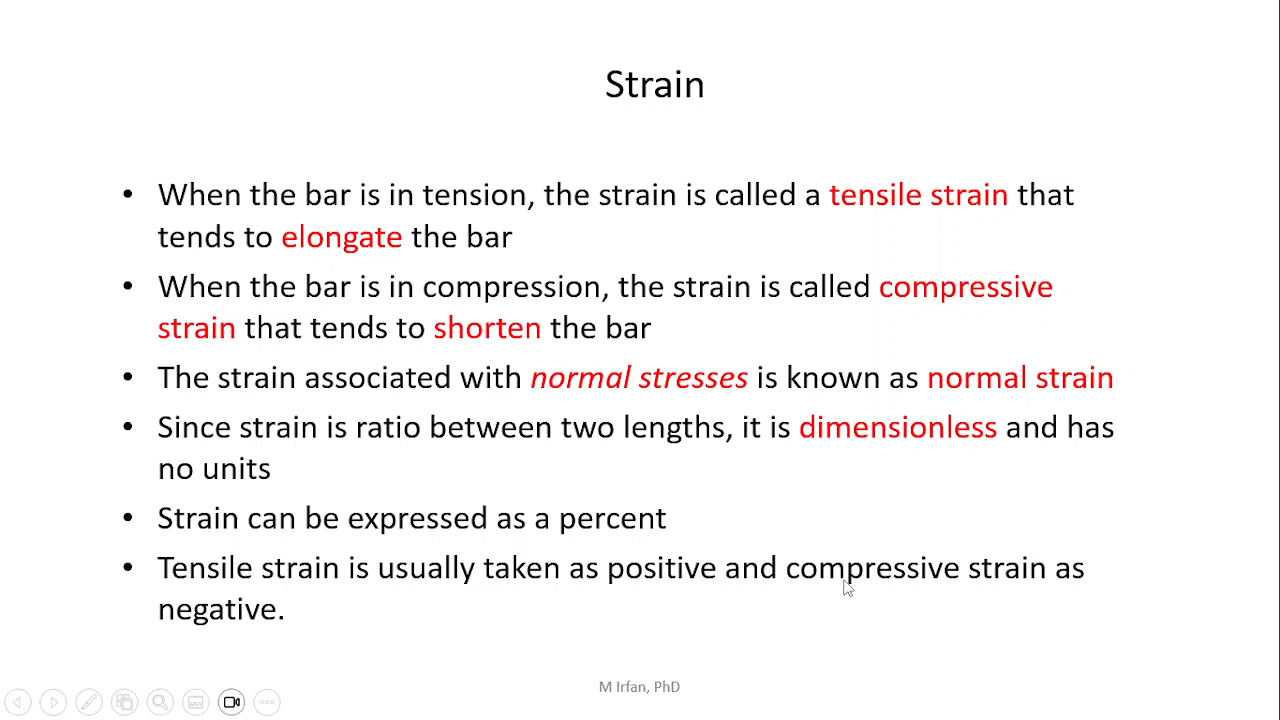 Strain
• When the bar is in tension, the strain is called a tensile strain that
tends to elongate the bar
• When the bar is in compression, the strain is called compressive
strain that tends to shorten the bar
• The strain associated with normal stresses is known as normal strain
• Since strain is ratio between two lengths, it is dimensionless and has
no units
• Strain can be expressed as a percent
• Tensile strain is usually taken as positive and compressive strain as
negative.
M Irfan, PhD